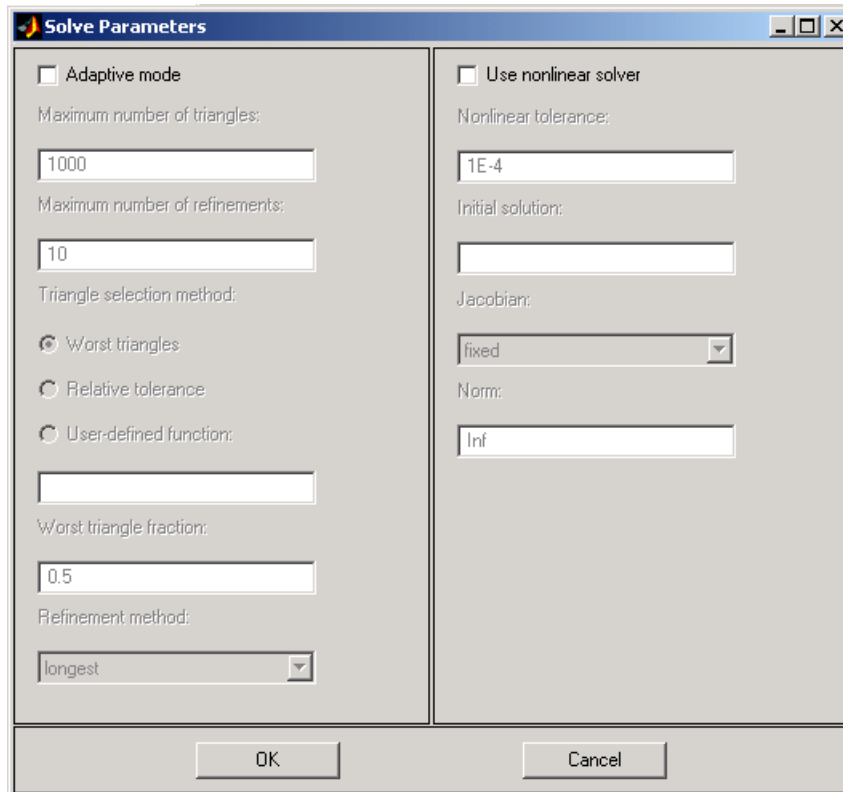 Solve Parameters
Adaptive mode
Maximum number of triangles:
1000
Maximum number of refinements:
10
Triangle selection method:
Worst triangles
Relative tolerance
User-defined function:
Worst triangle fraction:
0.5
Refinement method:
longest
Use nonlinear solver
Nonlinear tolerance:
1E-4
Initial solution:
Jacobian:
fixed
Norm:
Inf
OK
Cancel